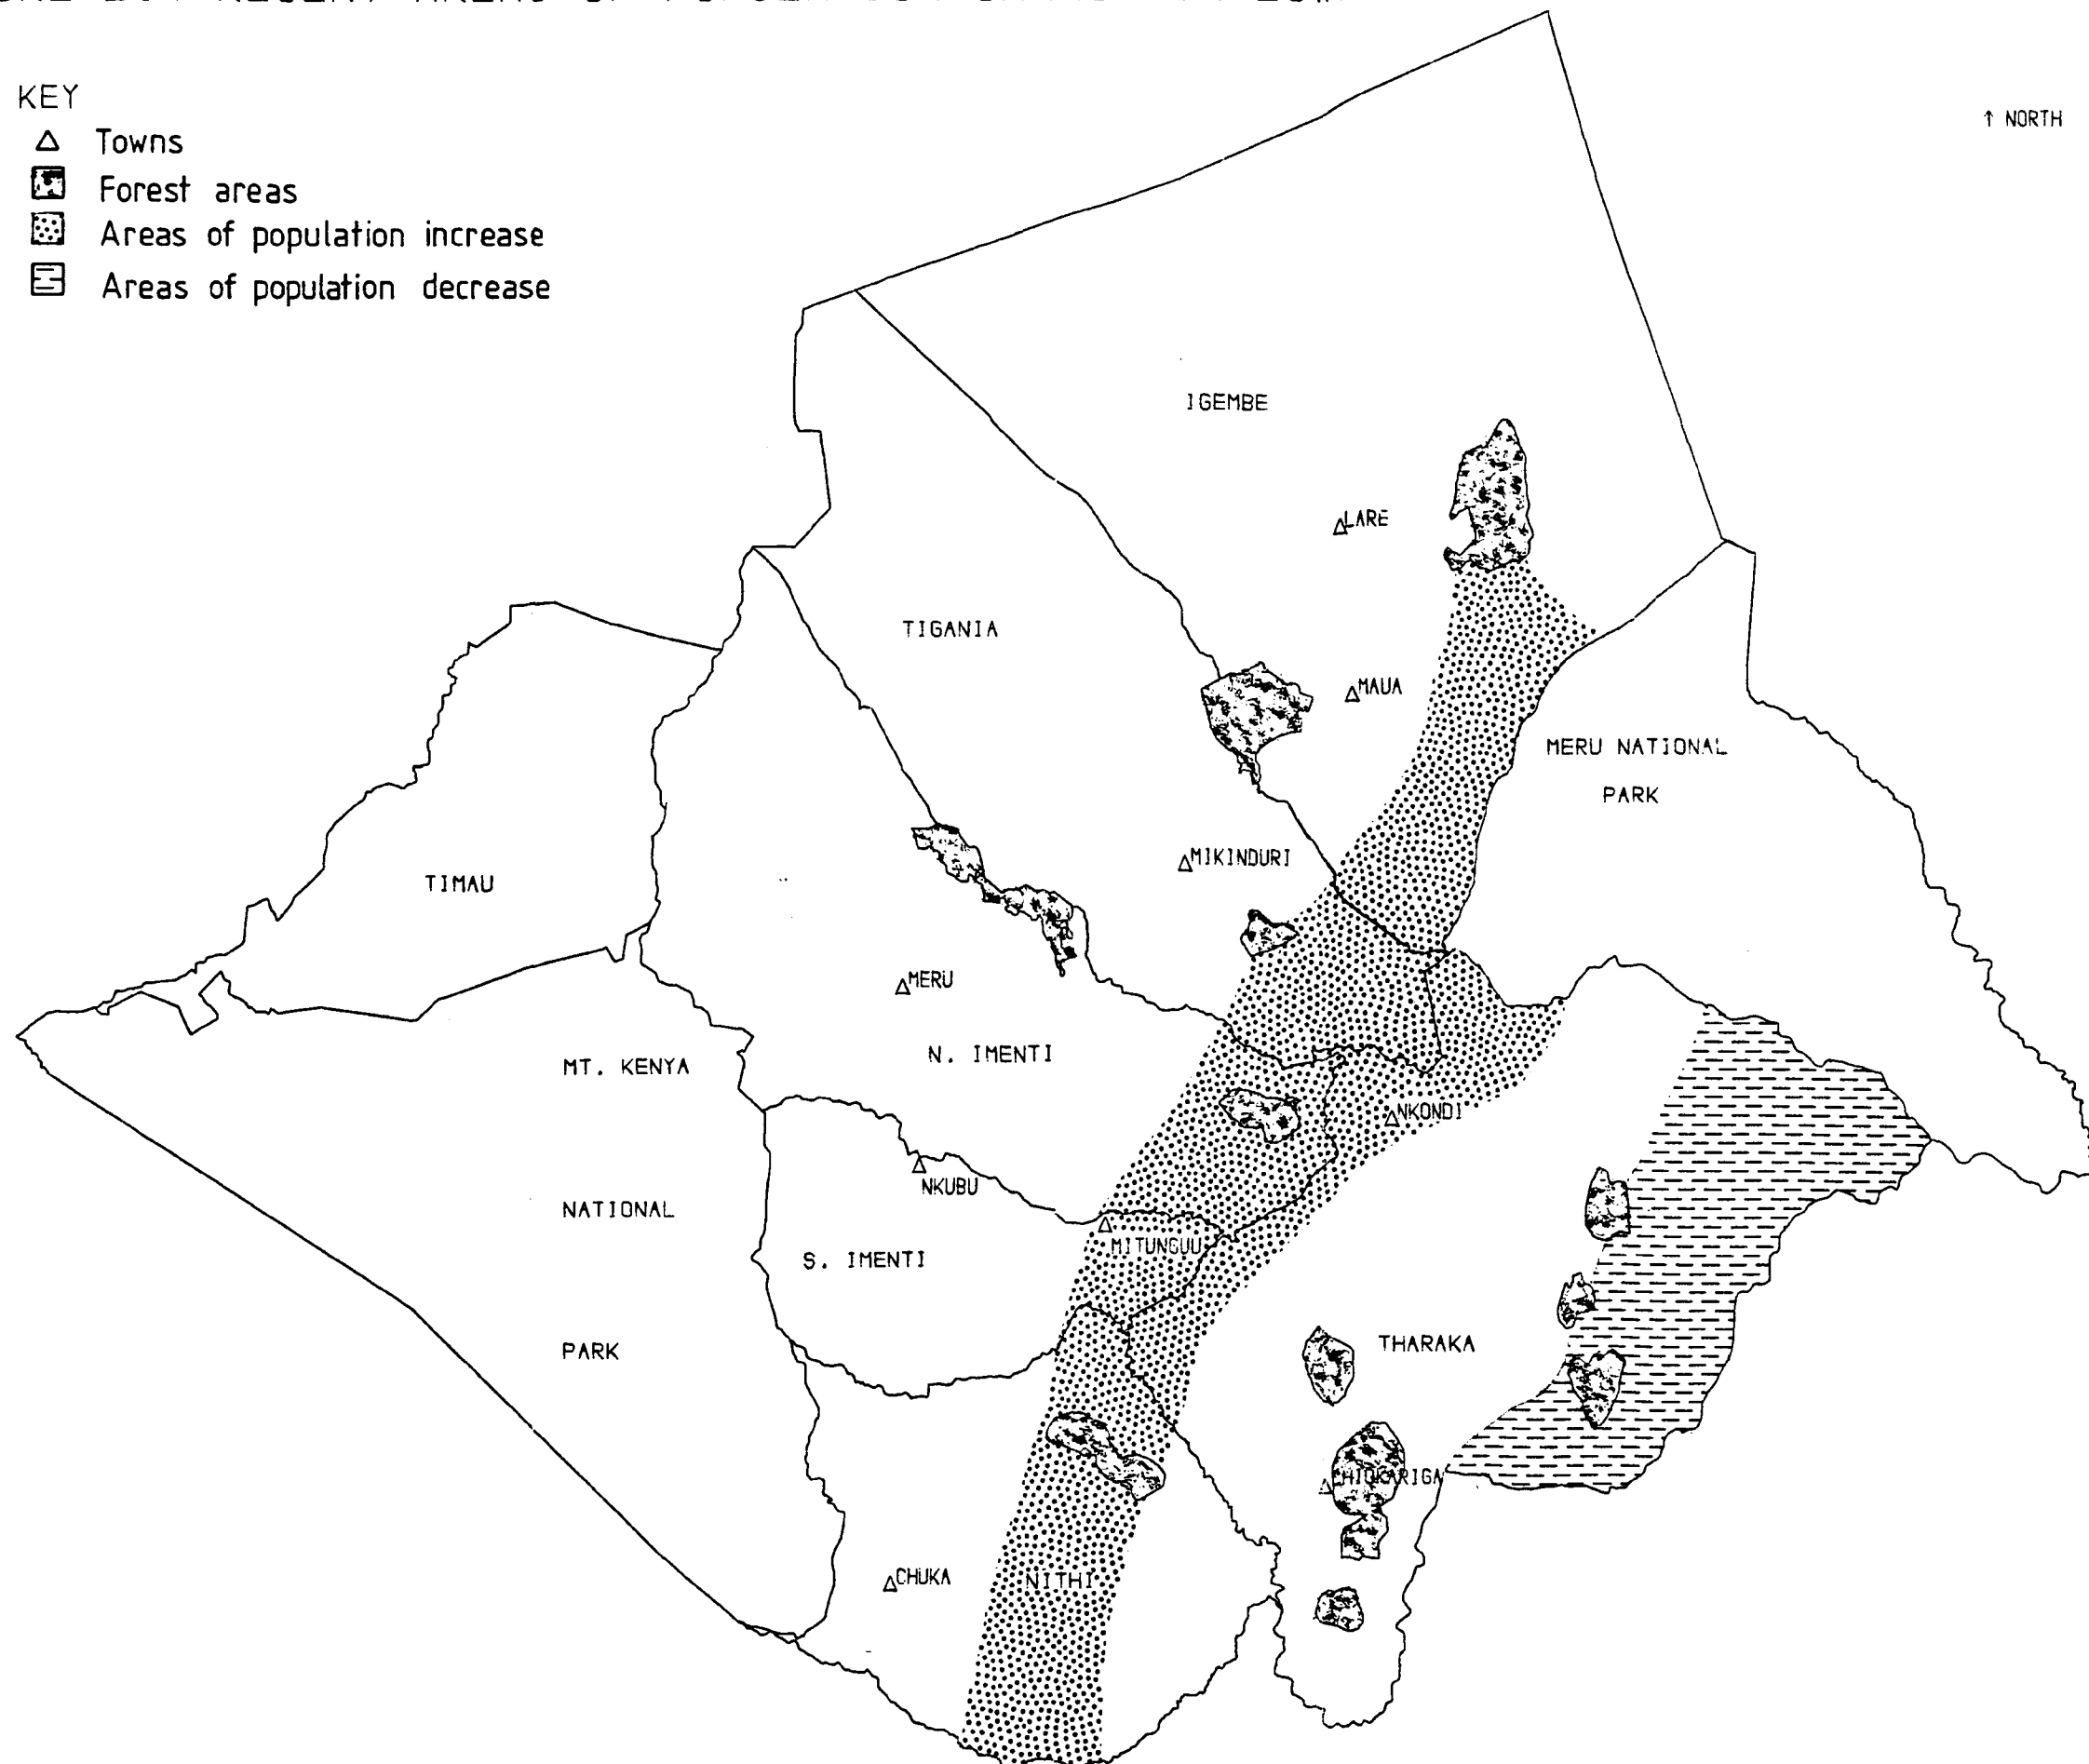 KEY
Towns
Forest areas
Areas of population increase
Areas of population decrease
↑ NORTH
IGEMBE
LARE
TIGANIA
MAUA
MERU NATIONAL
PARK
MIKINDURI
TIMAU
MERU
N. IMENTI
MT. KENYA
NKONDI
NKUBU
NATIONAL
MITUNGUU
S. IMENTI
THARAKA
PARK
CHIOKARIGA
CHUKA
NITHI